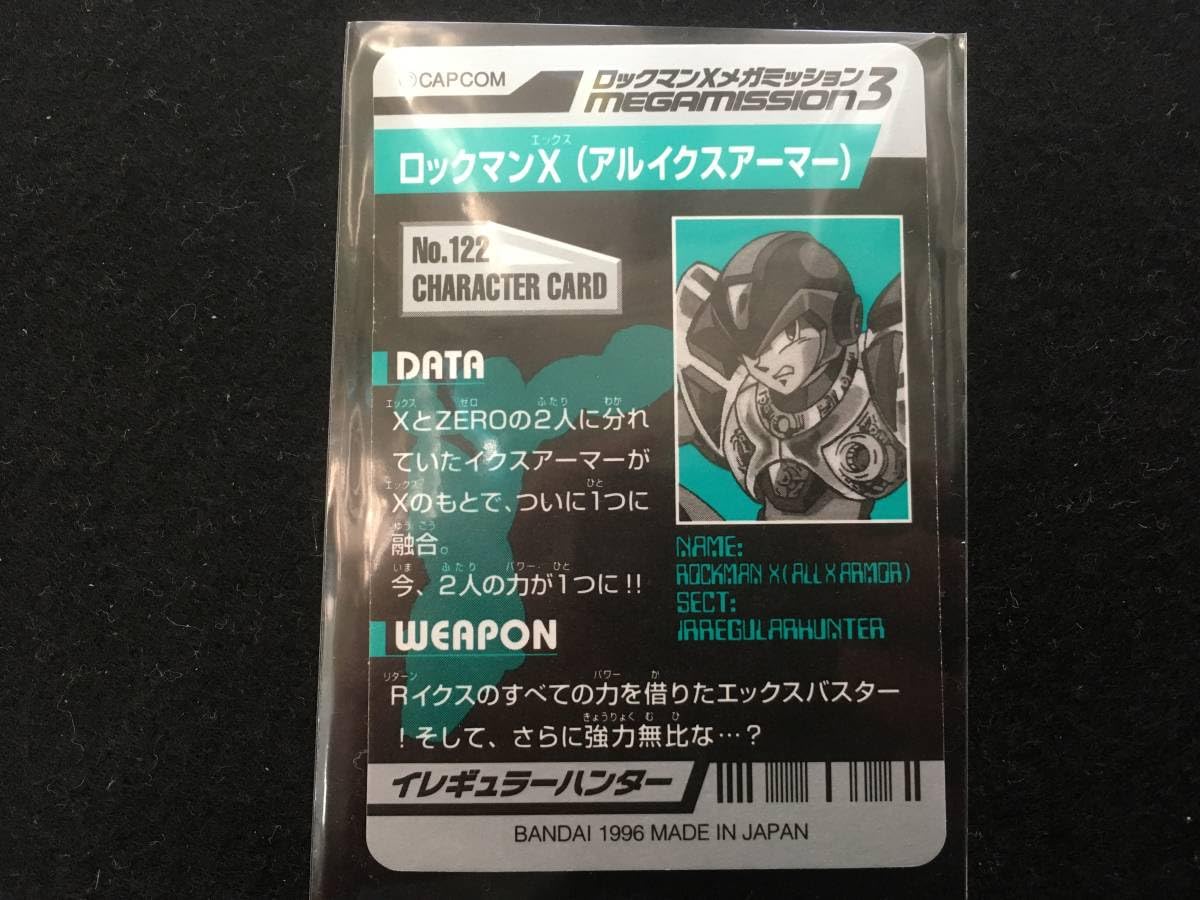 ©CAPCOM
ロックマンXメガミッション
MEGAMISSION3
エックス
ロックマンX(アルイクスアーマー)
No.122
CHARACTER CARD
DATA
エックス ゼロ ふたり わか
XとZEROの2人に分れ
ていたイクスアーマーが
エックス ひと
Xのもとで、ついに1つに
ゆうごう
融合。
いま ふたり パワー ひと
今、2人の力が1つに!!
NAME:
ROCKMAN X(ALL X ARMOR)
SECT:
IRREGULARHUNTER
WEAPON
リターン パワー か
Rイクスのすべての力を借りたエックスバスター
きょうりょくむひ
!そして、さらに強力無比な…?
イレギュラーハンター
BANDAI 1996 MADE IN JAPAN